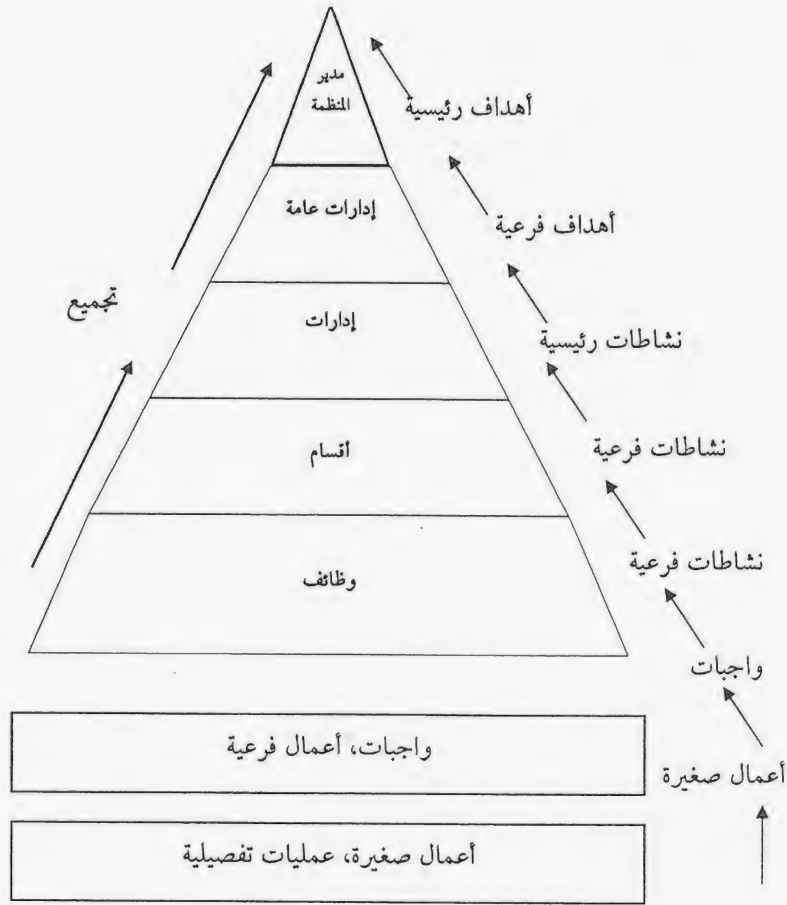 مدير
المنظمة
أهداف رئيسية
إدارات عامة
أهداف فرعية
تجميع
إدارات
نشاطات رئيسية
أقسام
نشاطات فرعية
نشاطات فرعية
وظائف
واجبات
واجبات، أعمال فرعية
أعمال صغيرة
أعمال صغيرة، عمليات تفصيلية